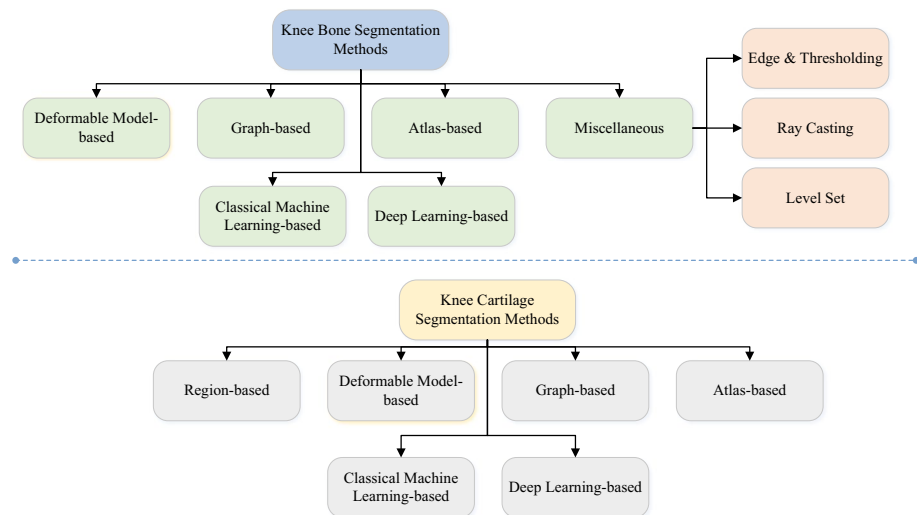 Knee Bone Segmentation
Methods
Edge & Thresholding
Deformable Model-
based
Graph-based
Atlas-based
Miscellaneous
Ray Casting
Classical Machine
Learning-based
Deep Learning-based
Level Set
Knee Cartilage
Segmentation Methods
Region-based
Deformable Model-
based
Graph-based
Atlas-based
Classical Machine
Learning-based
Deep Learning-based